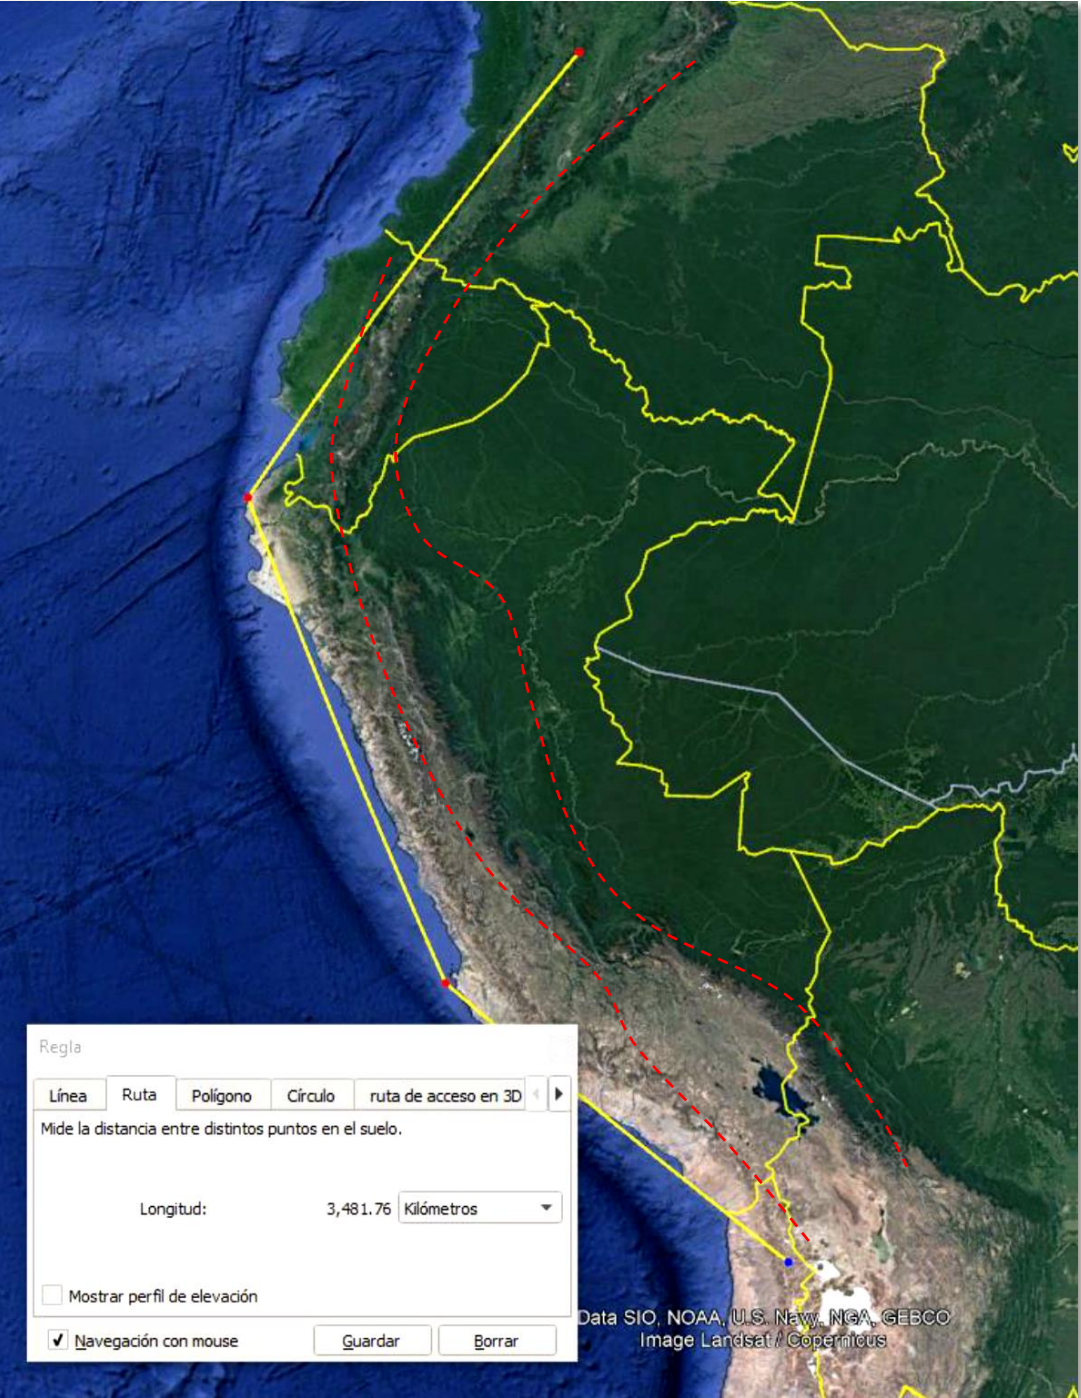 Regla
Línea
Ruta
Polígono
Círculo
ruta de acceso en 3D
Mide la distancia entre distintos puntos en el suelo.
Longitud:
3,481.76
Kilómetros
Mostrar perfil de elevación
Navegación con mouse
Guardar
Borrar
Data SIO, NOAA, U.S. Navy, NGA, GEBCO
Image Landsat / Copernicus